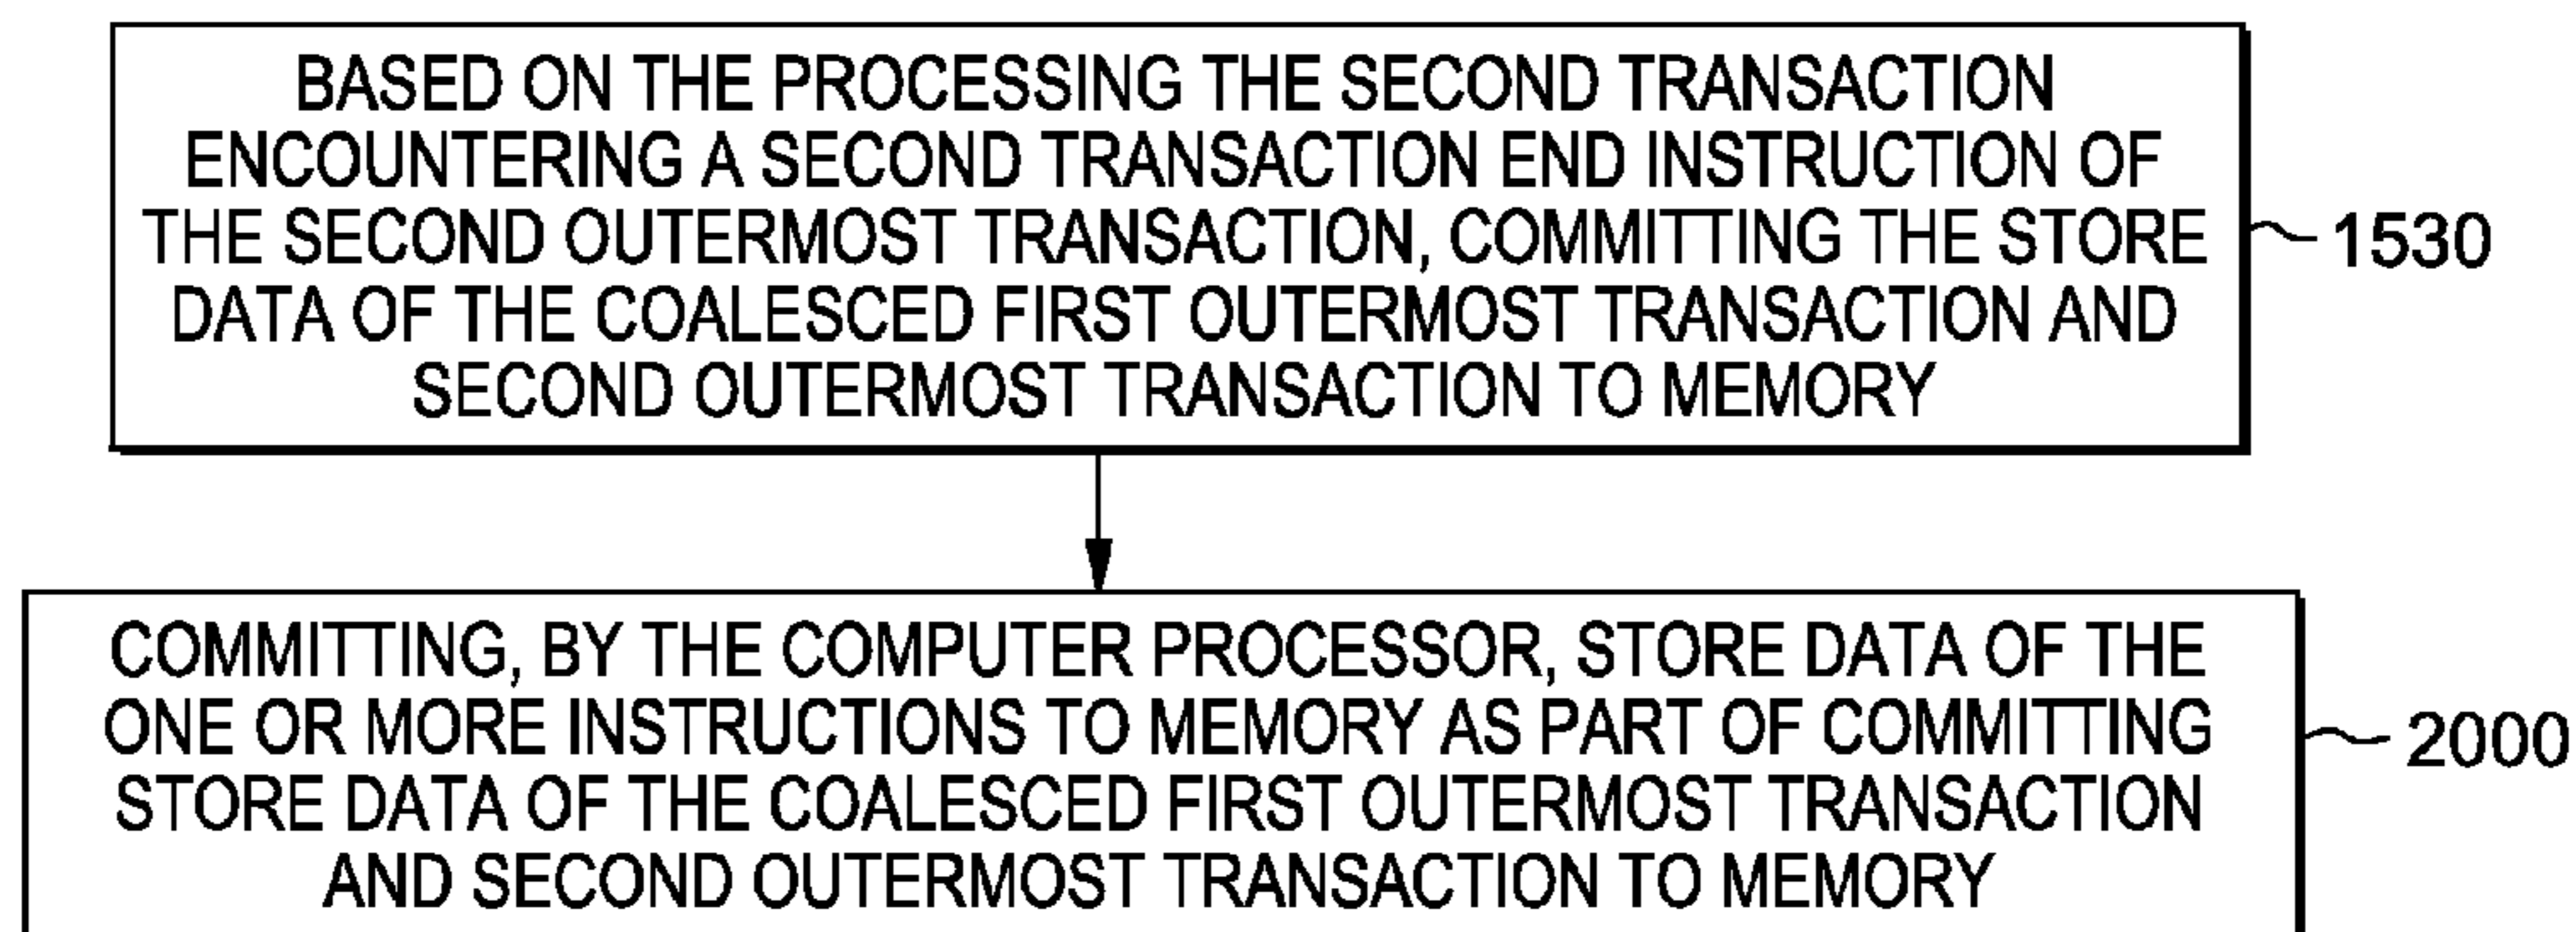 BASED ON THE PROCESSING THE SECOND TRANSACTION
ENCOUNTERING A SECOND TRANSACTION END INSTRUCTION OF
THE SECOND OUTERMOST TRANSACTION, COMMITTING THE STORE
DATA OF THE COALESCED FIRST OUTERMOST TRANSACTION AND
SECOND OUTERMOST TRANSACTION TO MEMORY
1530
COMMITTING, BY THE COMPUTER PROCESSOR, STORE DATA OF THE
ONE OR MORE INSTRUCTIONS TO MEMORY AS PART OF COMMITTING
STORE DATA OF THE COALESCED FIRST OUTERMOST TRANSACTION
AND SECOND OUTERMOST TRANSACTION TO MEMORY
2000